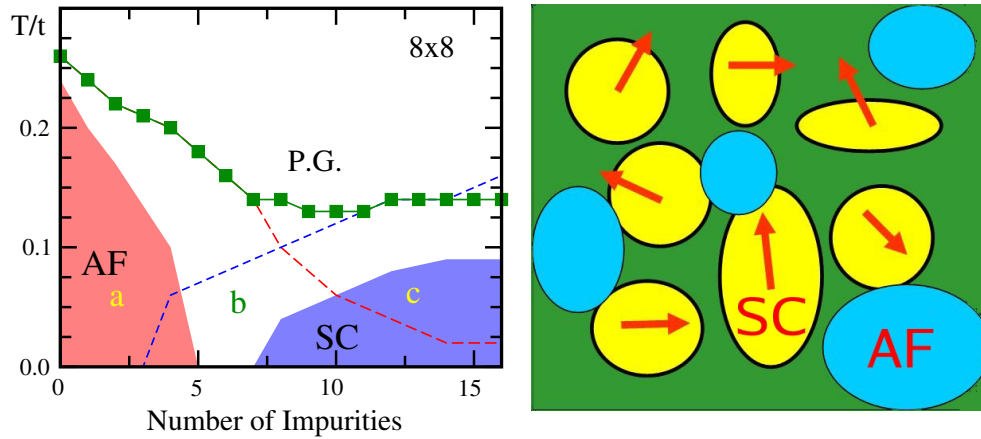 T/t
8x8
0.2
P.G.
0.1
AF
a
b
c
SC
0.0
0
5
10
15
Number of Impurities
SC
AF